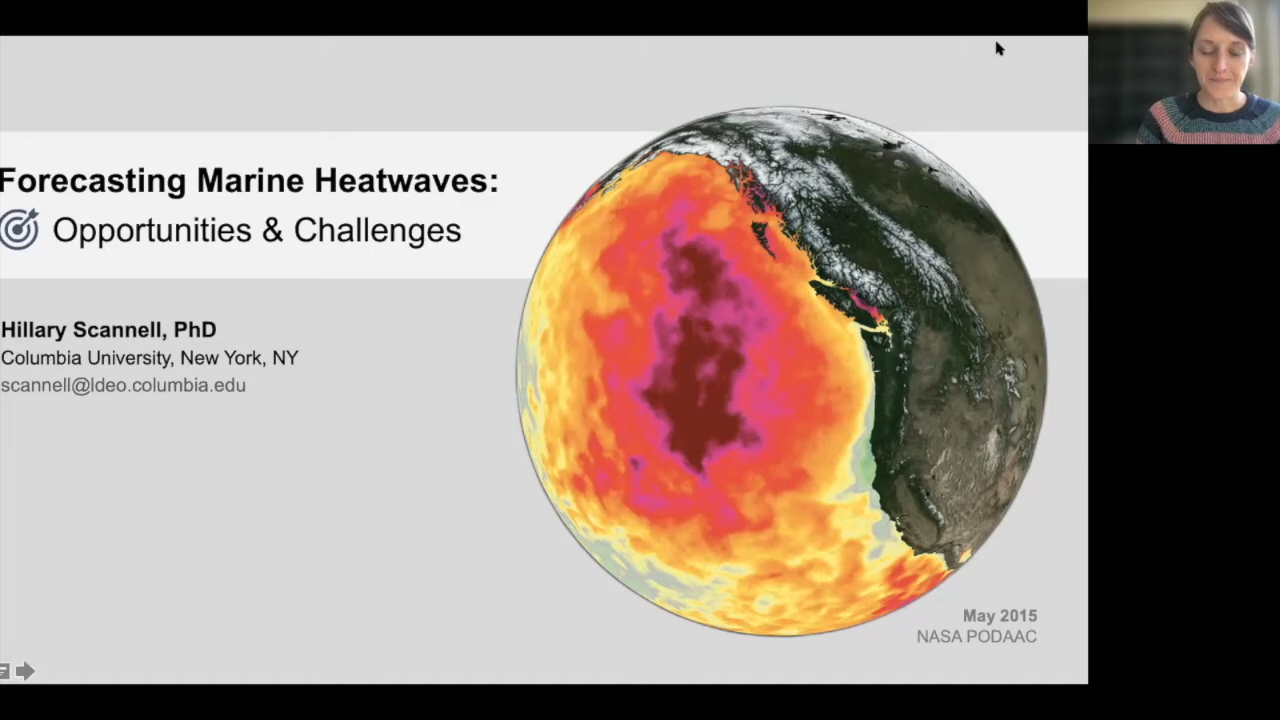 Forecasting Marine Heatwaves:
Opportunities & Challenges
Hillary Scannell, PhD
Columbia University, New York, NY
scannell@ldeo.columbia.edu
May 2015
NASA PODAAC